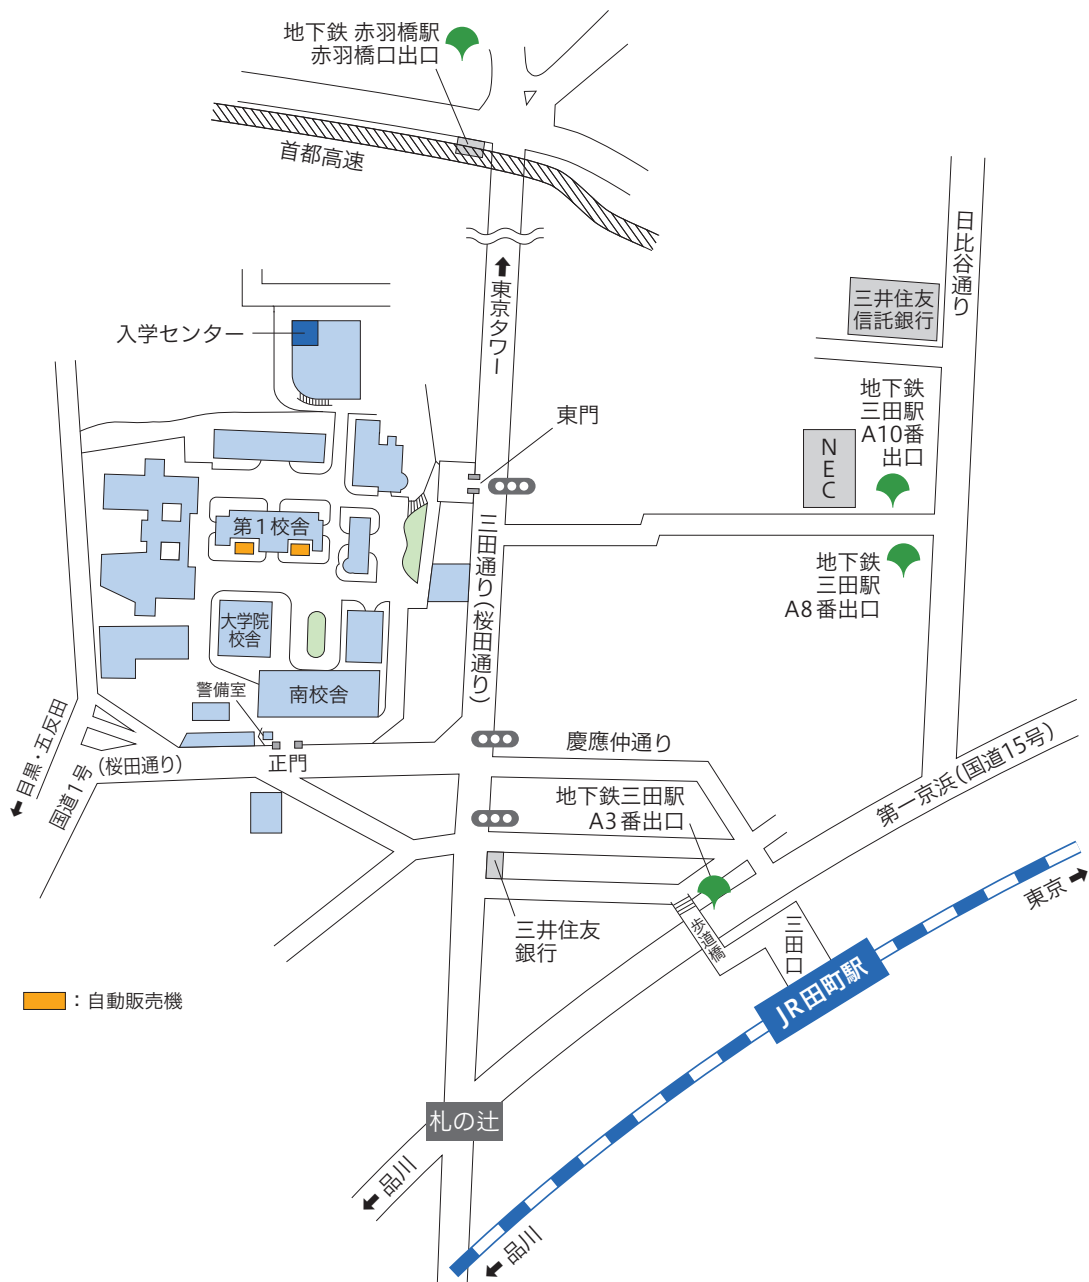 地下鉄 赤羽橋駅
赤羽橋口出口
首都高速
日比谷通り
東京タワー
三井住友
信託銀行
入学センター
地下鉄
三田駅
A10番
出口
東門
NEC
第1校舎
三田通り(桜田通り)
地下鉄
三田駅
A8番出口
大学院
校舎
警備室
南校舎
目黒・五反田
国道1号
(桜田通り)
正門
慶應仲通り
第一京浜(国道15号)
地下鉄三田駅
A3番出口
東京
三井住友
銀行
歩道橋
三田口
JR田町駅
:自動販売機
札の辻
品川
品川